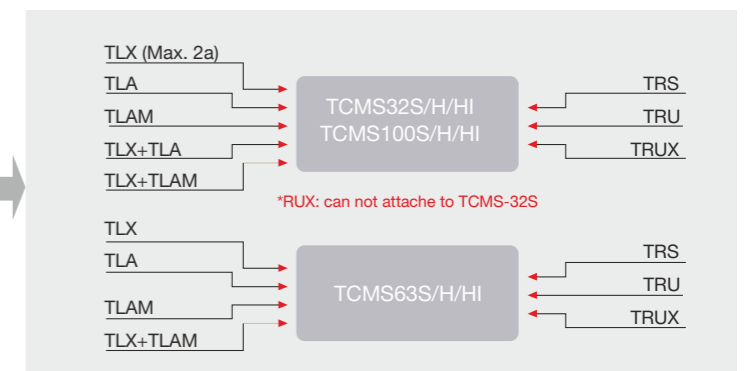 TLX (Max. 2a)
TLA
TLAM
TLX+TLA
TLX+TLAM
TCMS32S/H/HI
TCMS100S/H/HI
TRS
TRU
TRUX
*RUX: can not attache to TCMS-32S
TLX
TLA
TLAM
TLX+TLAM
TCMS63S/H/HI
TRS
TRU
TRUX